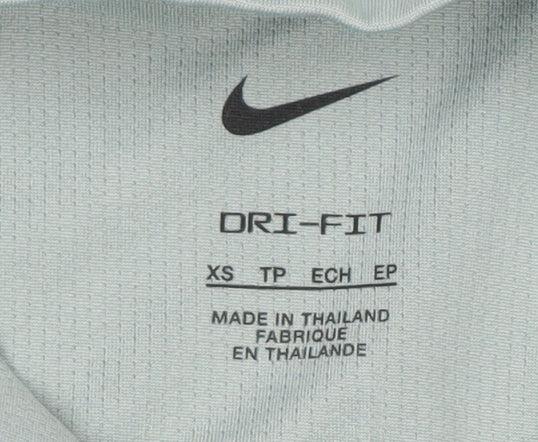 DRI-FIT
XS TP ECH EP
MADE IN THAILAND
FABRIQUE
EN THAILANDE